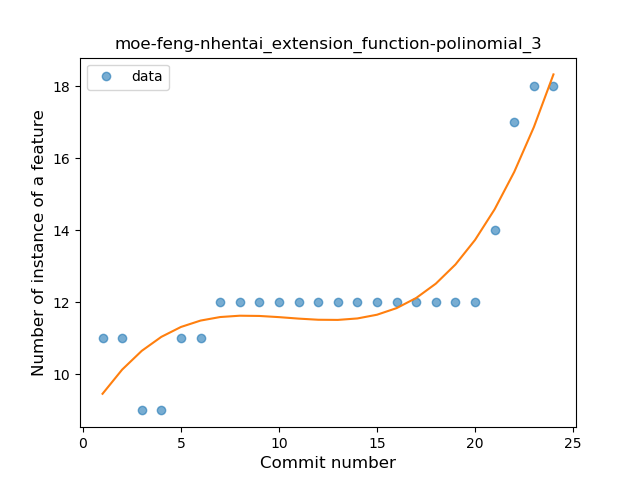 moe-feng-nhentai_extension_function-polinomial_3
data
Number of instance of a feature
18
16
14
12
10
0 5 10 15 20 25
Commit number